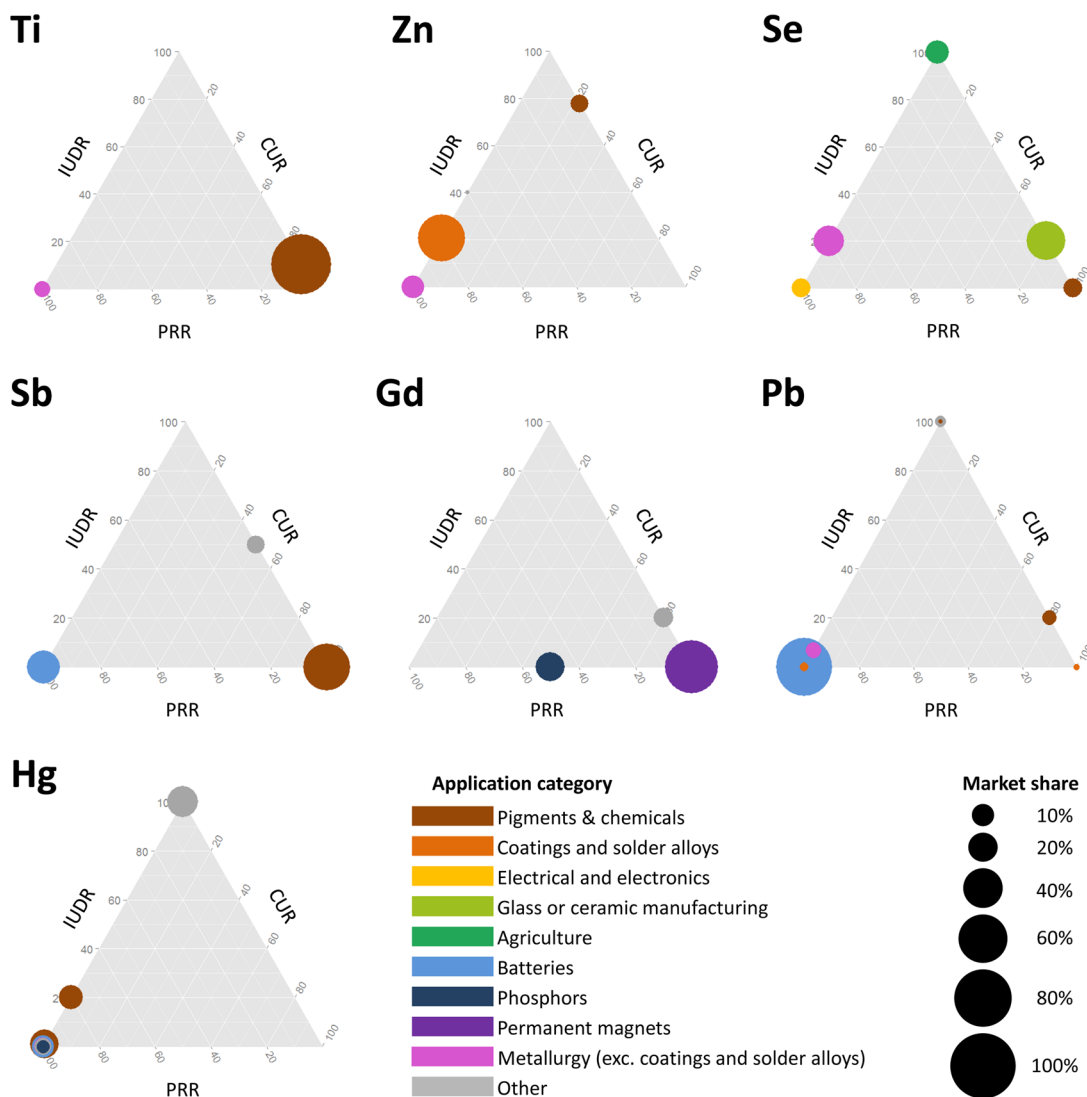 Ti
Zn
Se
100
80
60
40
20
20
40
60
80
100
80
60
40
20
IUDR
CUR
PRR
100
80
60
40
20
40
60
80
100
00
80
60
40
20
IUDR
CUR
PRR
10
80
60
2
20
40
60
80
100
100
80
60
40
20
IUDR
CUR
PRR
Sb
Gd
Pb
100
80
60
40
20
20
40
60
80
00
80
60
40
20
IUDR
CUR
PRR
100
80
60
40
20
20
40
60
80
100
80
60
40
20
IUDR
CUR
PRR
100
80
60
40
20
20
40
60
80
100
80
60
40
20
IUDR
CUR
PRR
Hg
10
80
60
40
2
20
40
60
80
100
00
80
60
40
20
IUDR
CUR
PRR
Application category
Pigments & chemicals
Coatings and solder alloys
Electrical and electronics
Glass or ceramic manufacturing
Agriculture
Batteries
Phosphors
Permanent magnets
Metallurgy (exc. coatings and solder alloys)
Other
Market share
10%
20%
40%
60%
80%
100%